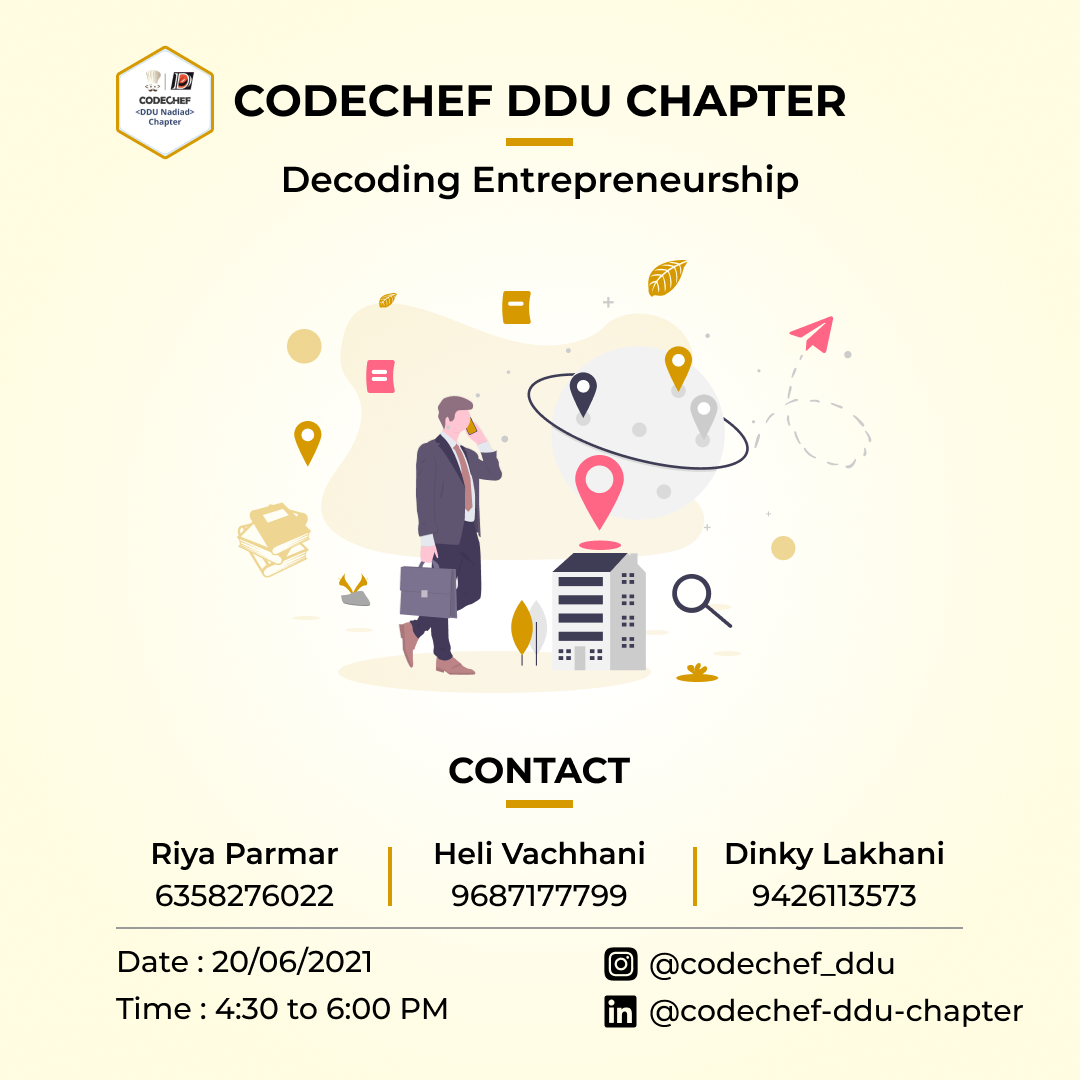 CODECHEF
<DDU Nadiad>
Chapter
CODECHEF DDU CHAPTER
Decoding Entrepreneurship
CONTACT
Riya Parmar
6358276022
Heli Vachhani
9687177799
Dinky Lakhani
9426113573
Date : 20/06/2021
Time : 4:30 to 6:00 PM
@codechef_ddu
@codechef-ddu-chapter